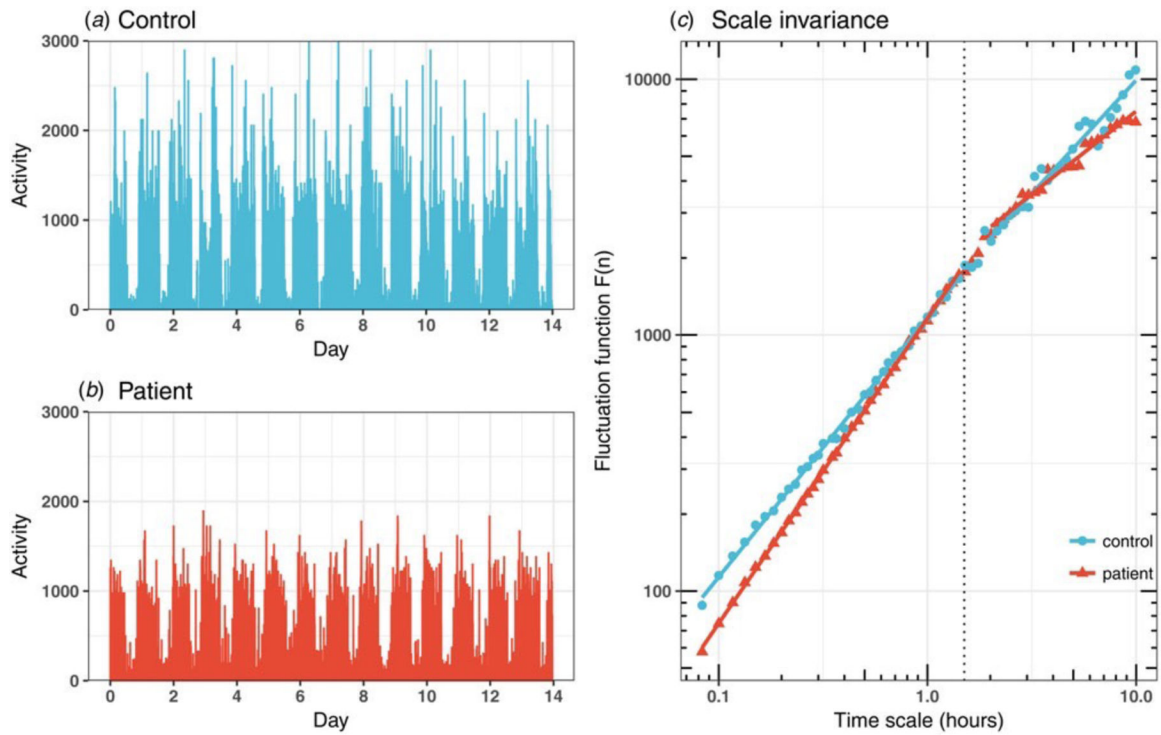 (a) Control
3000
2000
1000
0
Activity
0 2 4 6 8 10 12 14
Day
(b) Patient
3000
2000
1000
0
Activity
0 2 4 6 8 10 12 14
Day
(c) Scale invariance
10000
1000
100
Fluctuation function F(n)
control
patient
0.1 1.0 10.0
Time scale (hours)